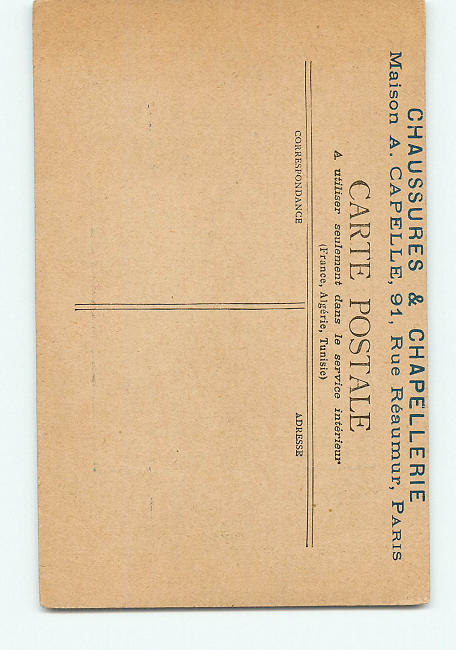 CHAUSSURES & CHAPELLERIE
Maison A. CAPELLE, 91, Rue Réaumur, PARIS
CARTE POSTALE
A utiliser seulement dans le service intérieur
(France, Algérie, Tunisie)
CORRESPONDANCE
ADRESSE